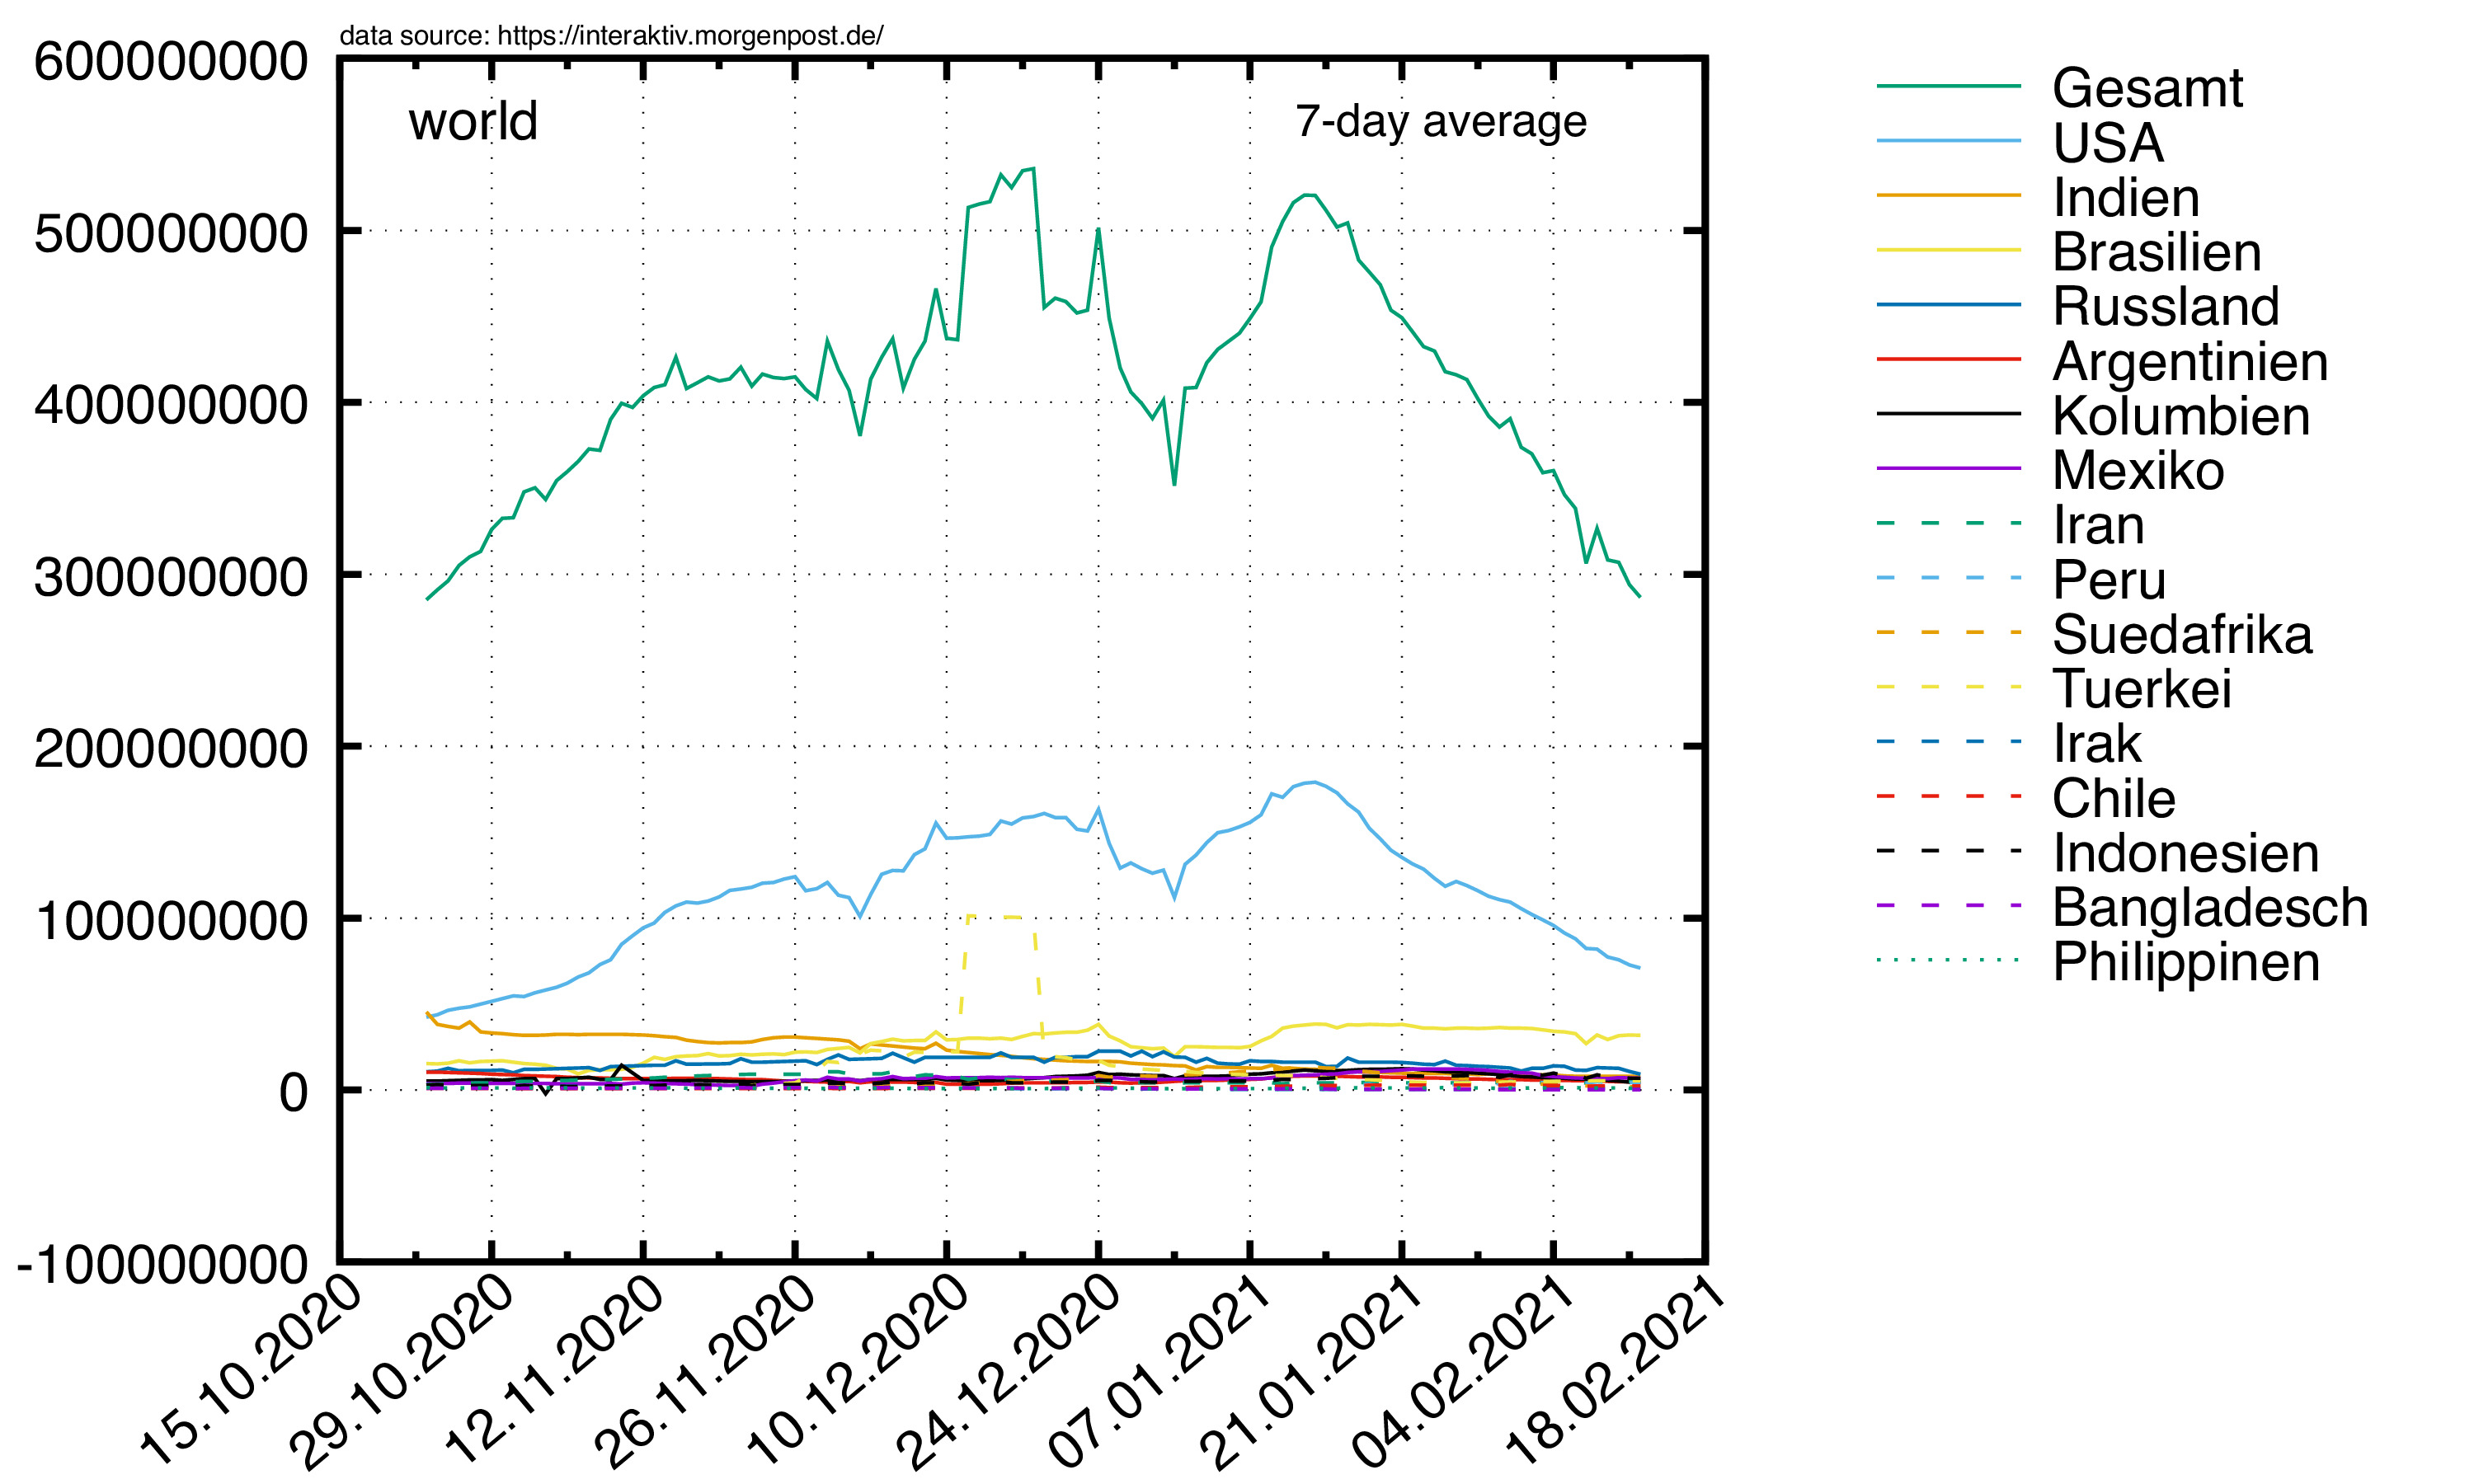 data source: https://interaktiv.morgenpost.de/
600000000
500000000
400000000
300000000
200000000
100000000
0
-100000000
world
7-day average
15.10.2020
29.10.2020
12.11.2020
26.11.2020
10.12.2020
24.12.2020
07.01.2021
21.01.2021
04.02.2021
18.02.2021
Gesamt
USA
Indien
Brasilien
Russland
Argentinien
Kolumbien
Mexiko
Iran
Peru
Suedafrika
Tuerkei
Irak
Chile
Indonesien
Bangladesch
Philippinen